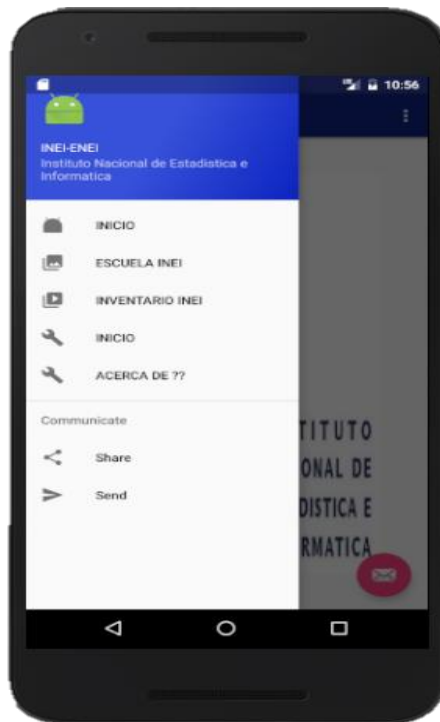 10:56
INEI-ENEI
Instituto Nacional de Estadistica e
Informatica
INICIO
ESCUELA INEI
INVENTARIO INEI
INICIO
ACERCA DE ??
Communicate
Share
Send
TITUTO
ONAL DE
DISTICA E
RMATICA